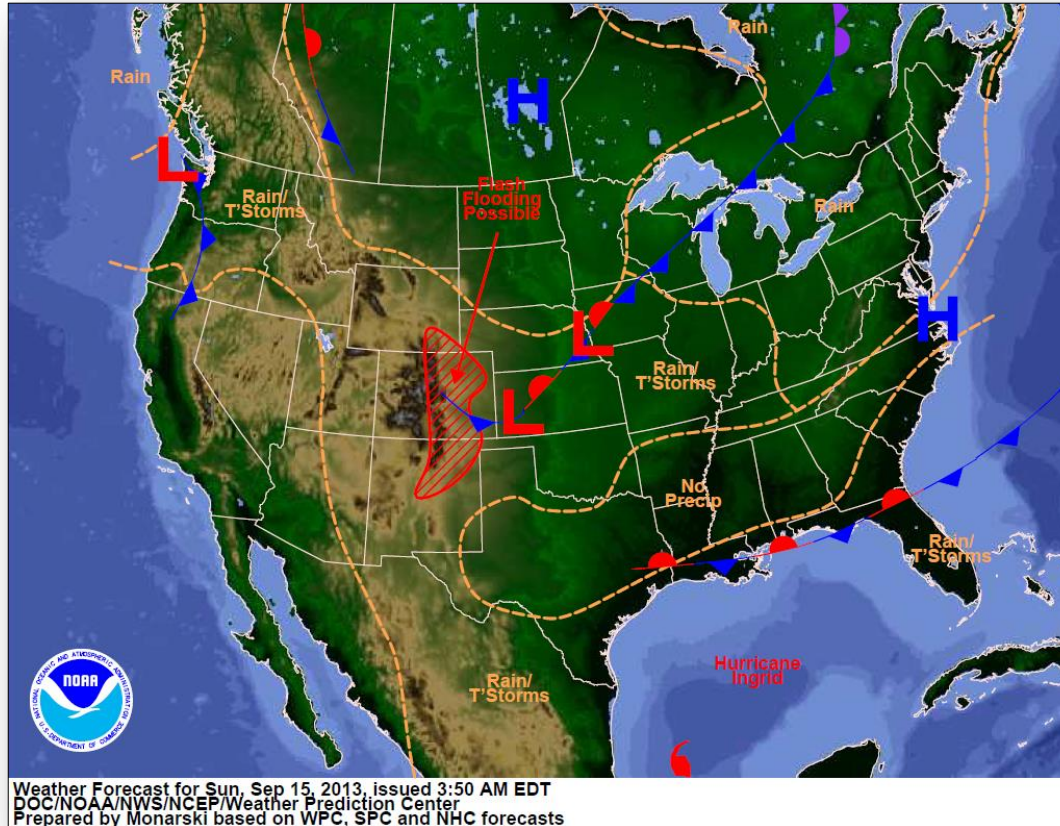 Rain
Rain
H
L
Rain/
T'Storms
Flash
Flooding
Possible
Rain
H
L
Rain/
T'Storms
L
No
Precip
Rain/
T'Storms
Hurricane
Ingrid
Rain/
T'Storms
NATIONAL OCEANIC AND ATMOSPHERIC ADMINISTRATION
NOAA
U.S. DEPARTMENT OF COMMERCE
Weather Forecast for Sun, Sep 15, 2013, issued 3:50 AM EDT
DOC/NOAA/NWS/NCEP/Weather Prediction Center
Prepared by Monarski based on WPC, SPC and NHC forecasts